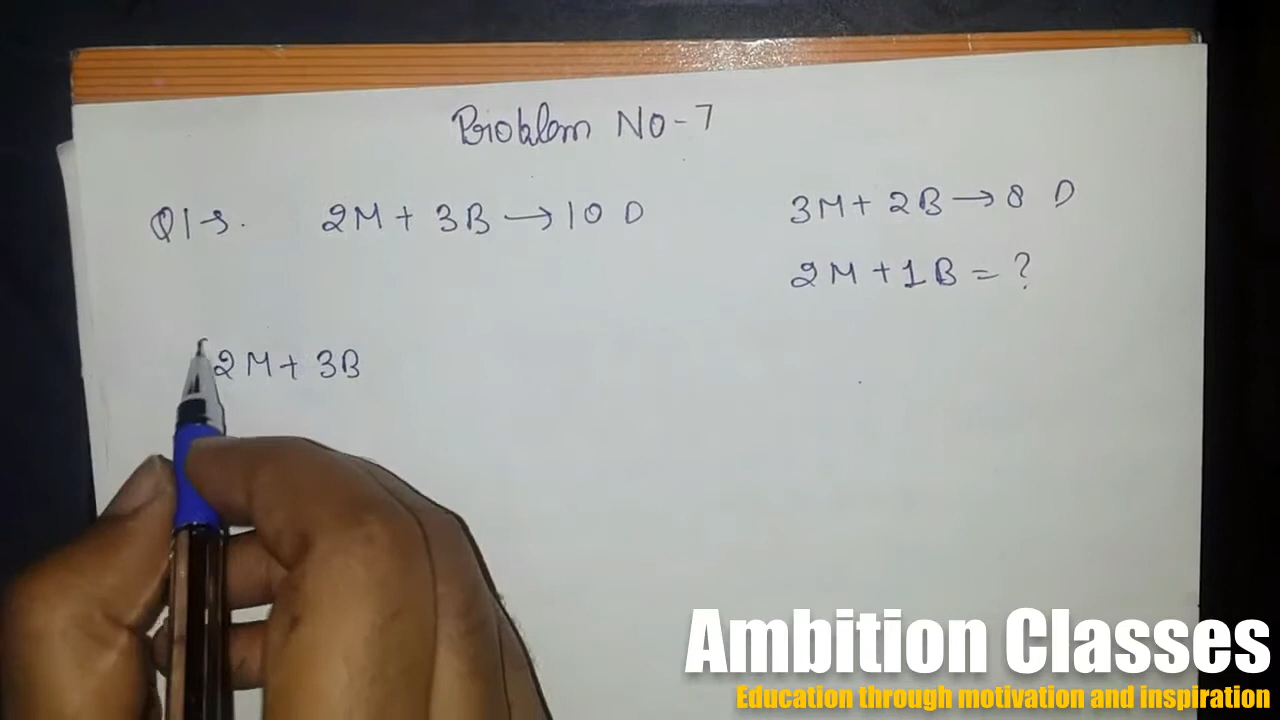 Problem No-7
Q1-s. 2M + 3B → 10 D
3M + 2B → 8 D
2M + 1B = ?
2M + 3B
Ambition Classes
Education through motivation and inspiration